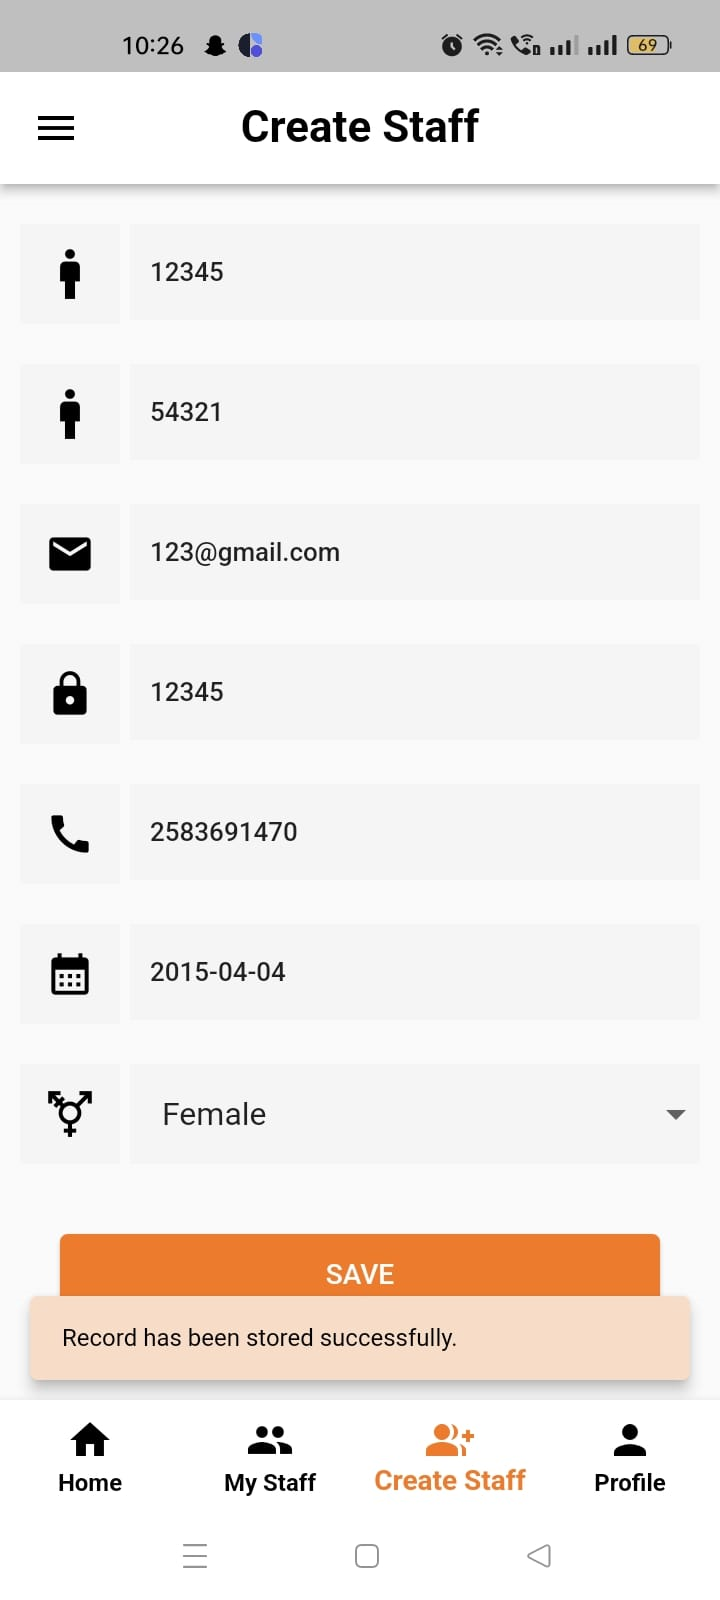 10:26
69
Create Staff
12345
54321
123@gmail.com
12345
2583691470
2015-04-04
Female
SAVE
Record has been stored successfully.
Home
My Staff
Create Staff
Profile